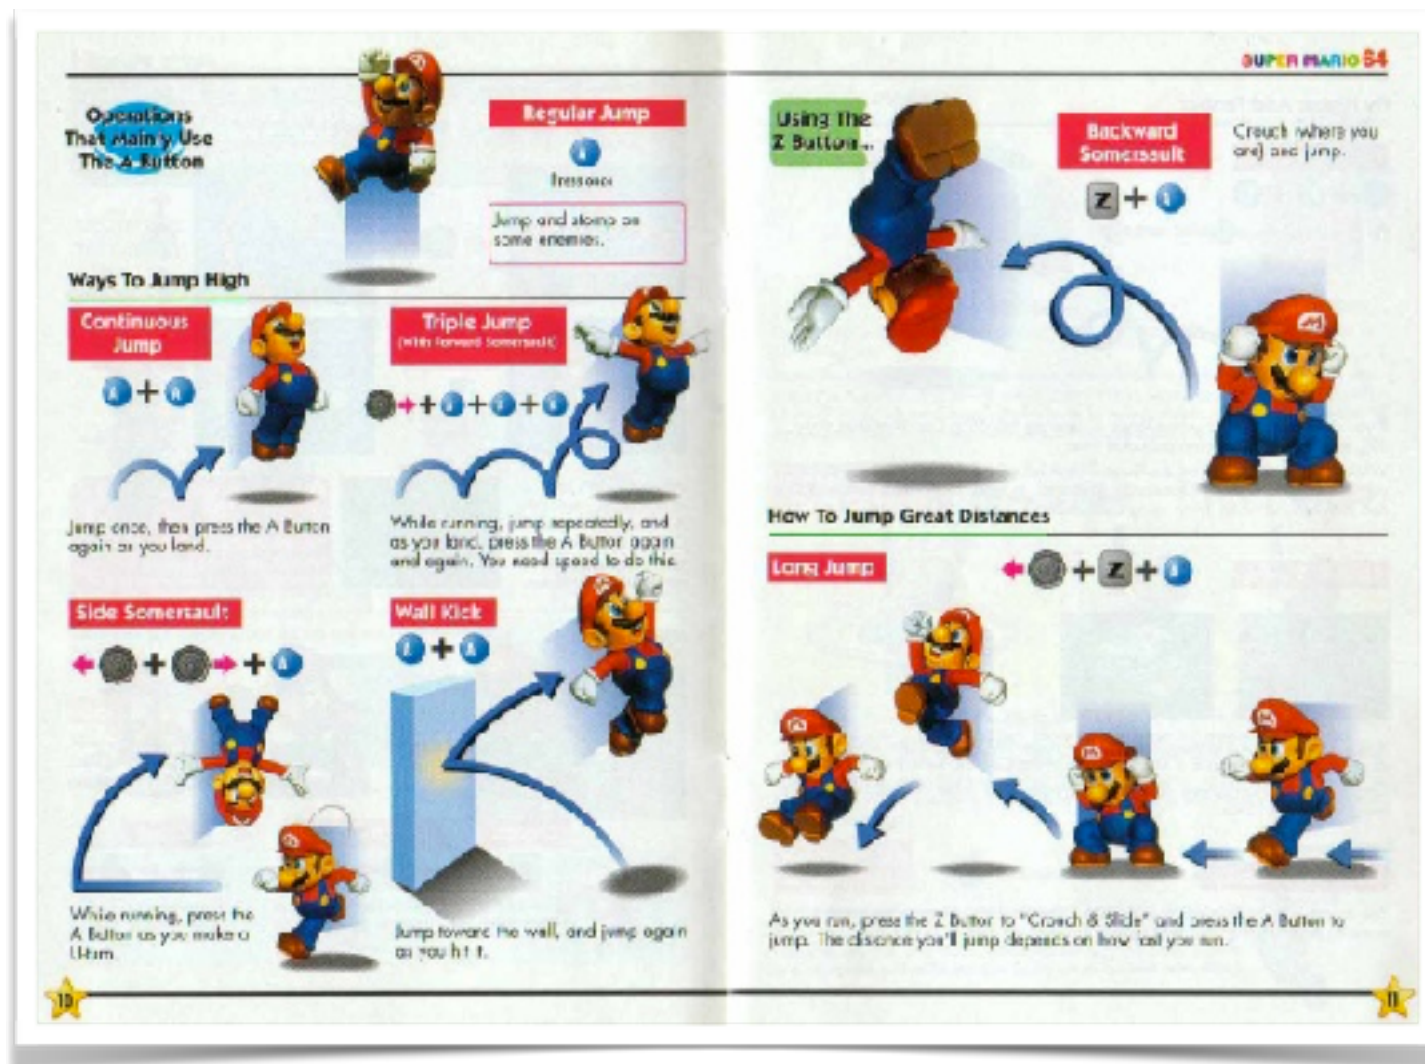 Operations
That Mainly Use
The A Button
Regular Jump
A
Press once
Jump and stomp on
some enemies.
Ways To Jump High
Continuous
Jump
A + A
Jump once, then press the A Button
again as you land.
Triple Jump
(With Forward Somersault)
+ A + A + A
While running, jump repeatedly, and
as you land, press the A Button again
and again. You need speed to do this.
Side Somersault
+ + A
While running, press the
A Button as you make a
U-turn.
Wall Kick
A + A
Jump toward the wall, and jump again
as you hit it.
10
SUPER MARIO 64
Using The
Z Button...
Backward
Somersault
Z + A
Crouch (where you
are) and jump.
How To Jump Great Distances
Long Jump
+ Z + A
As you run, press the Z Button to "Crouch & Slide" and press the A Button to
jump. The distance you'll jump depends on how fast you run.
11